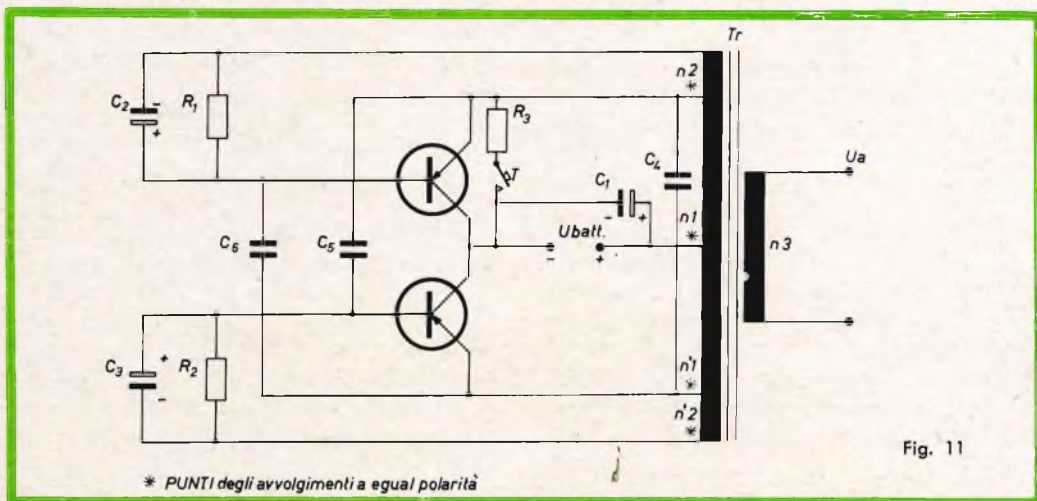 Tr
n2
*
C2
-
+
R1
R3
T
C4
Ua
C1
-
+
n1
*
Ubatt.
-
+
n3
C6
C5
C3
+
-
R2
n'1
*
n'2
*
Fig. 11
* PUNTI degli avvolgimenti a egual polarità